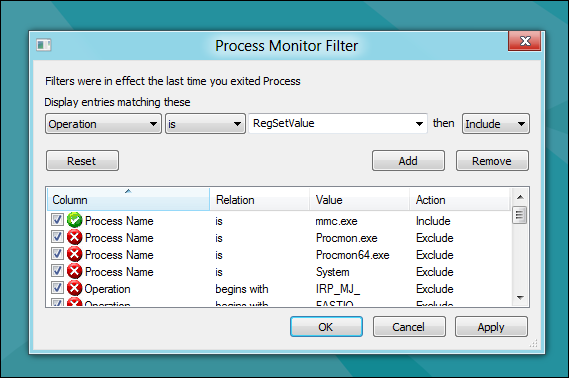 Process Monitor Filter
Filters were in effect the last time you exited Process
Display entries matching these
Operation is RegSetValue then Include
Reset Add Remove
Column Relation Value Action
Process Name is mmc.exe Include
Process Name is Procmon.exe Exclude
Process Name is Procmon64.exe Exclude
Process Name is System Exclude
Operation begins with IRP_MJ_ Exclude
Operation begins with FASTIO_ Exclude
OK Cancel Apply